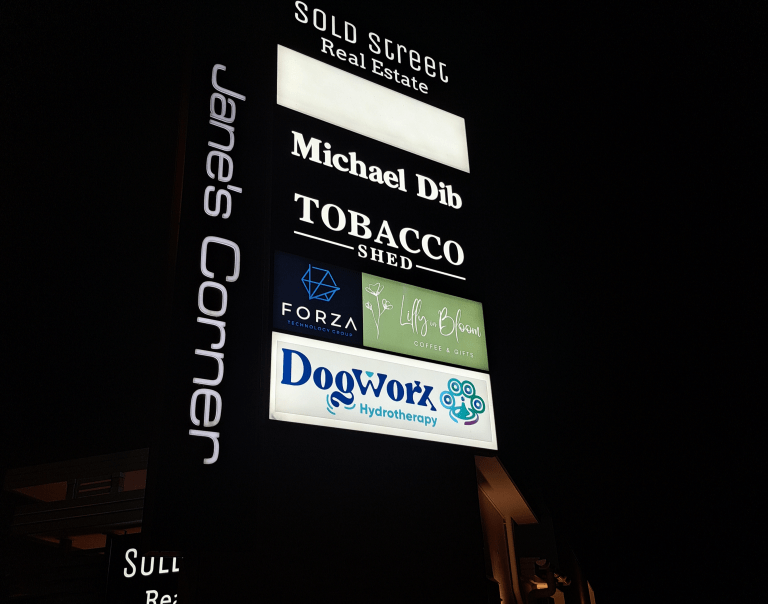 SOLD Street
Real Estate
Jane's Corner
Michael Dib
TOBACCO
SHED
FORZA
TECHNOLOGY GROUP
Lilly in Bloom
COFFEE & GIFTS
DogWorx
Hydrotherapy